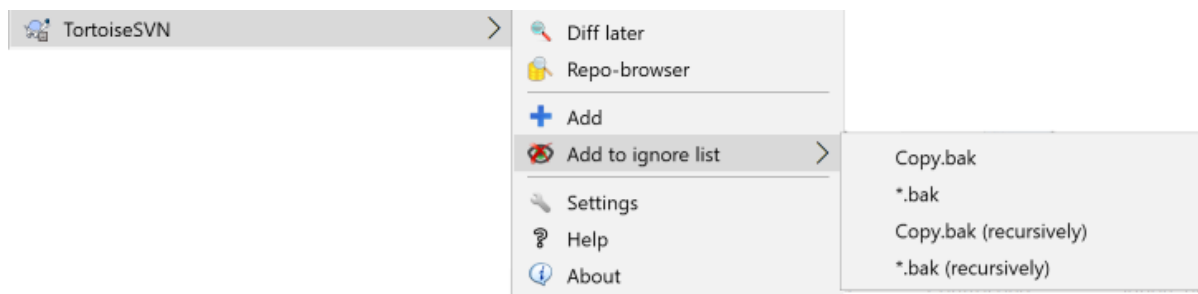 TortoiseSVN
Diff later
Repo-browser
Add
Add to ignore list
Settings
Help
About
Copy.bak
*.bak
Copy.bak (recursively)
*.bak (recursively)